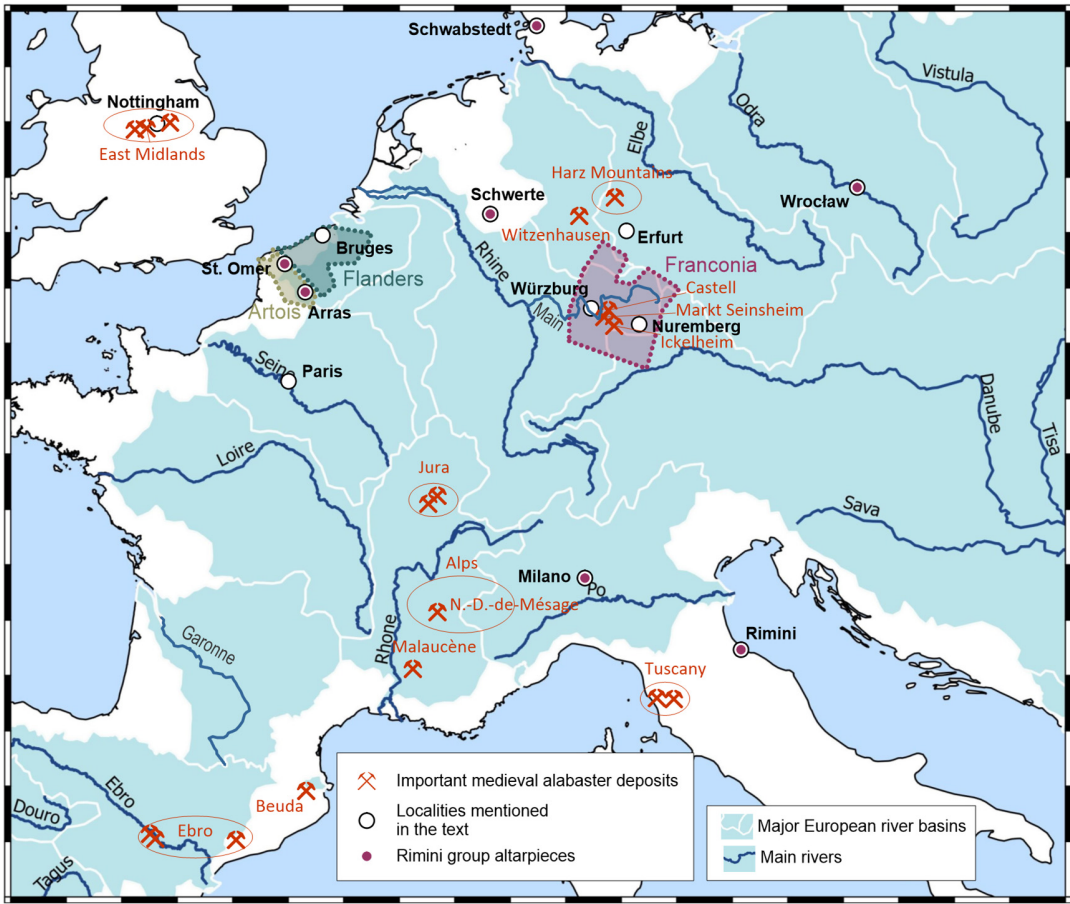 Schwabstedt
Vistula
Odra
Nottingham
East Midlands
Elbe
Harz Mountains
Schwerte
Wrocław
Witzenhausen
Erfurt
Bruges
St. Omer
Flanders
Rhine
Franconia
Würzburg
Castell
Artois
Arras
Main
Markt Seinsheim
Nuremberg
Ickelheim
Seine
Paris
Danube
Tisa
Loire
Jura
Sava
Alps
Milano
Po
N.-D.-de-Mésage
Garonne
Rhone
Malaucène
Rimini
Tuscany
Ebro
Beuda
Douro
Ebro
Tagus
Important medieval alabaster deposits
Localities mentioned
in the text
Rimini group altarpieces
Major European river basins
Main rivers